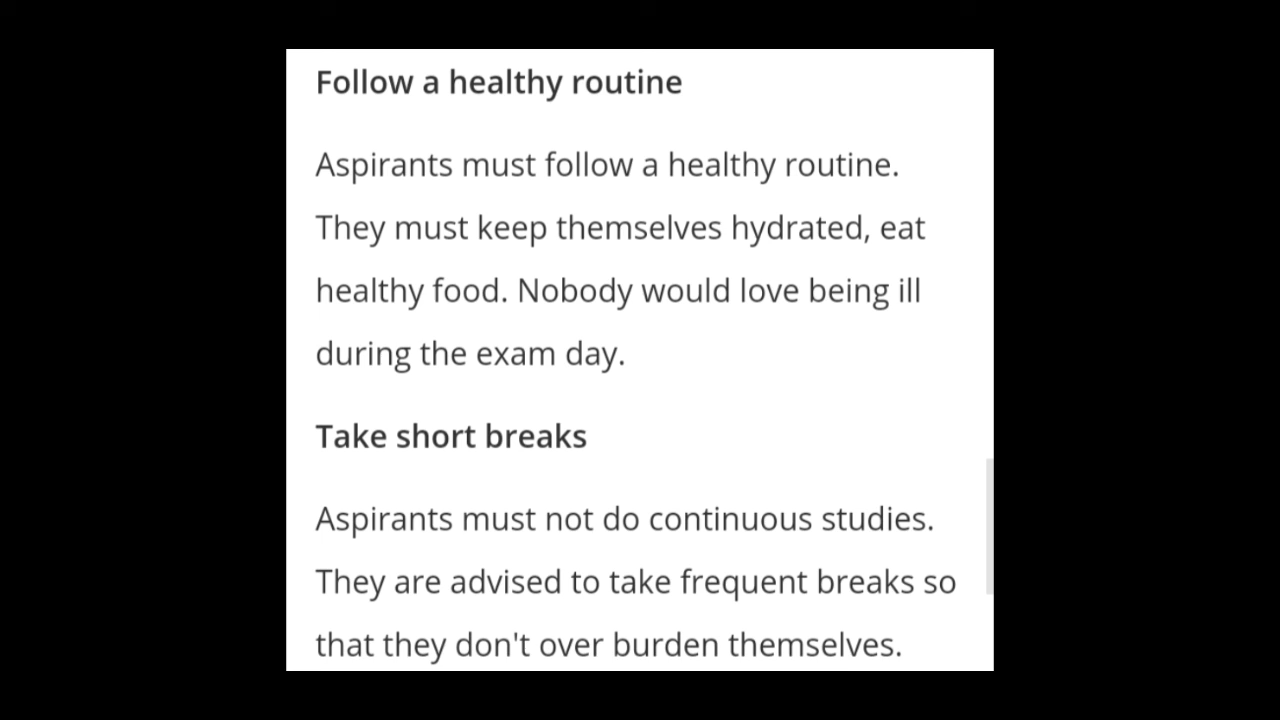 Follow a healthy routine
Aspirants must follow a healthy routine.
They must keep themselves hydrated, eat
healthy food. Nobody would love being ill
during the exam day.
Take short breaks
Aspirants must not do continuous studies.
They are advised to take frequent breaks so
that they don't over burden themselves.